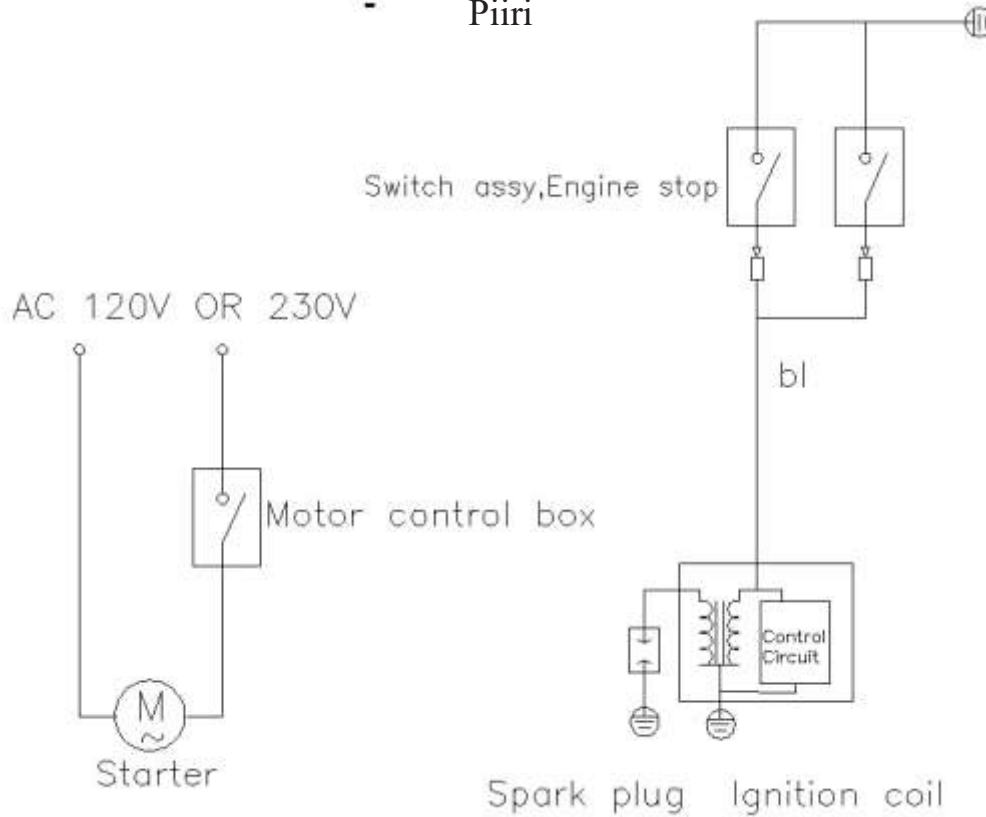 Piiri
Switch assy,Engine stop
AC 120V OR 230V
bl
Motor control box
Control
Circuit
M
~
Starter
Spark plug Ignition coil